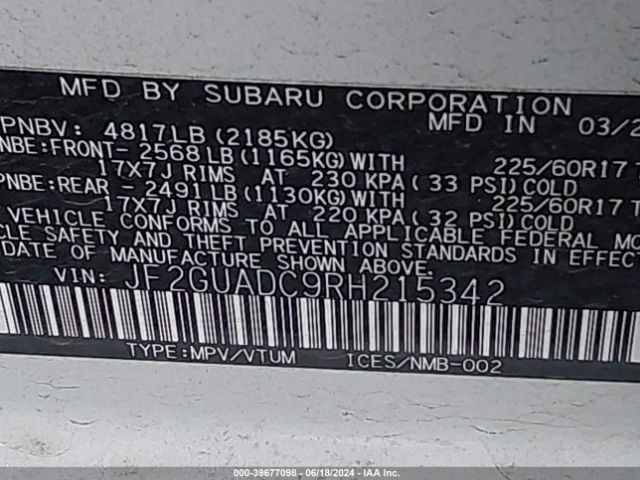 MFD BY SUBARU CORPORATION
MFD IN 03/2
PNBV: 4817LB (2185KG)
NBE:FRONT- 2568 LB (1165KG)WITH 225/60R17
17X7J RIMS AT 230 KPA (33 PSI)COLD
PNBE:REAR - 2491 LB (1130KG)WITH 225/60R17
17X7J RIMS AT 220 KPA (32 PSI)COLD
VEHICLE CONFORMS TO ALL APPLICABLE FEDERAL MO
CLE SAFETY AND THEFT PREVENTION STANDARDS IN EFFE
DATE OF MANUFACTURE SHOWN ABOVE.
VIN: JF2GUADC9RH215342
TYPE:MPV/VTUM ICES/NMB-002
000-39677098 - 06/18/2024 - IAA Inc.